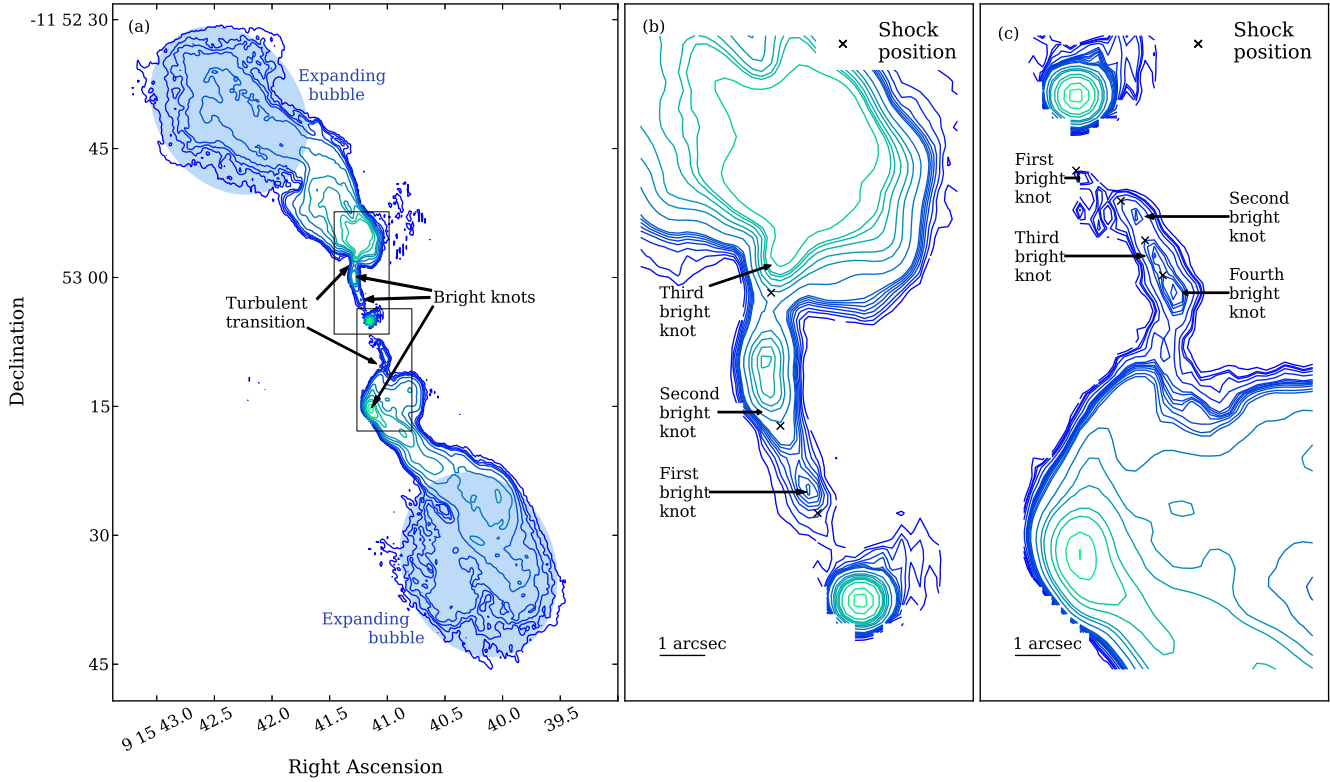 (a)
-11 52 30
45
53 00
15
30
45
Declination
9 15 43.0
42.5
42.0
41.5
41.0
40.5
40.0
39.5
Right Ascension
Expanding
bubble
Turbulent
transition
Bright knots
Expanding
bubble
(b)
Shock
position
Third
bright
knot
Second
bright
knot
First
bright
knot
1 arcsec
(c)
Shock
position
First
bright
knot
Second
bright
knot
Third
bright
knot
Fourth
bright
knot
1 arcsec